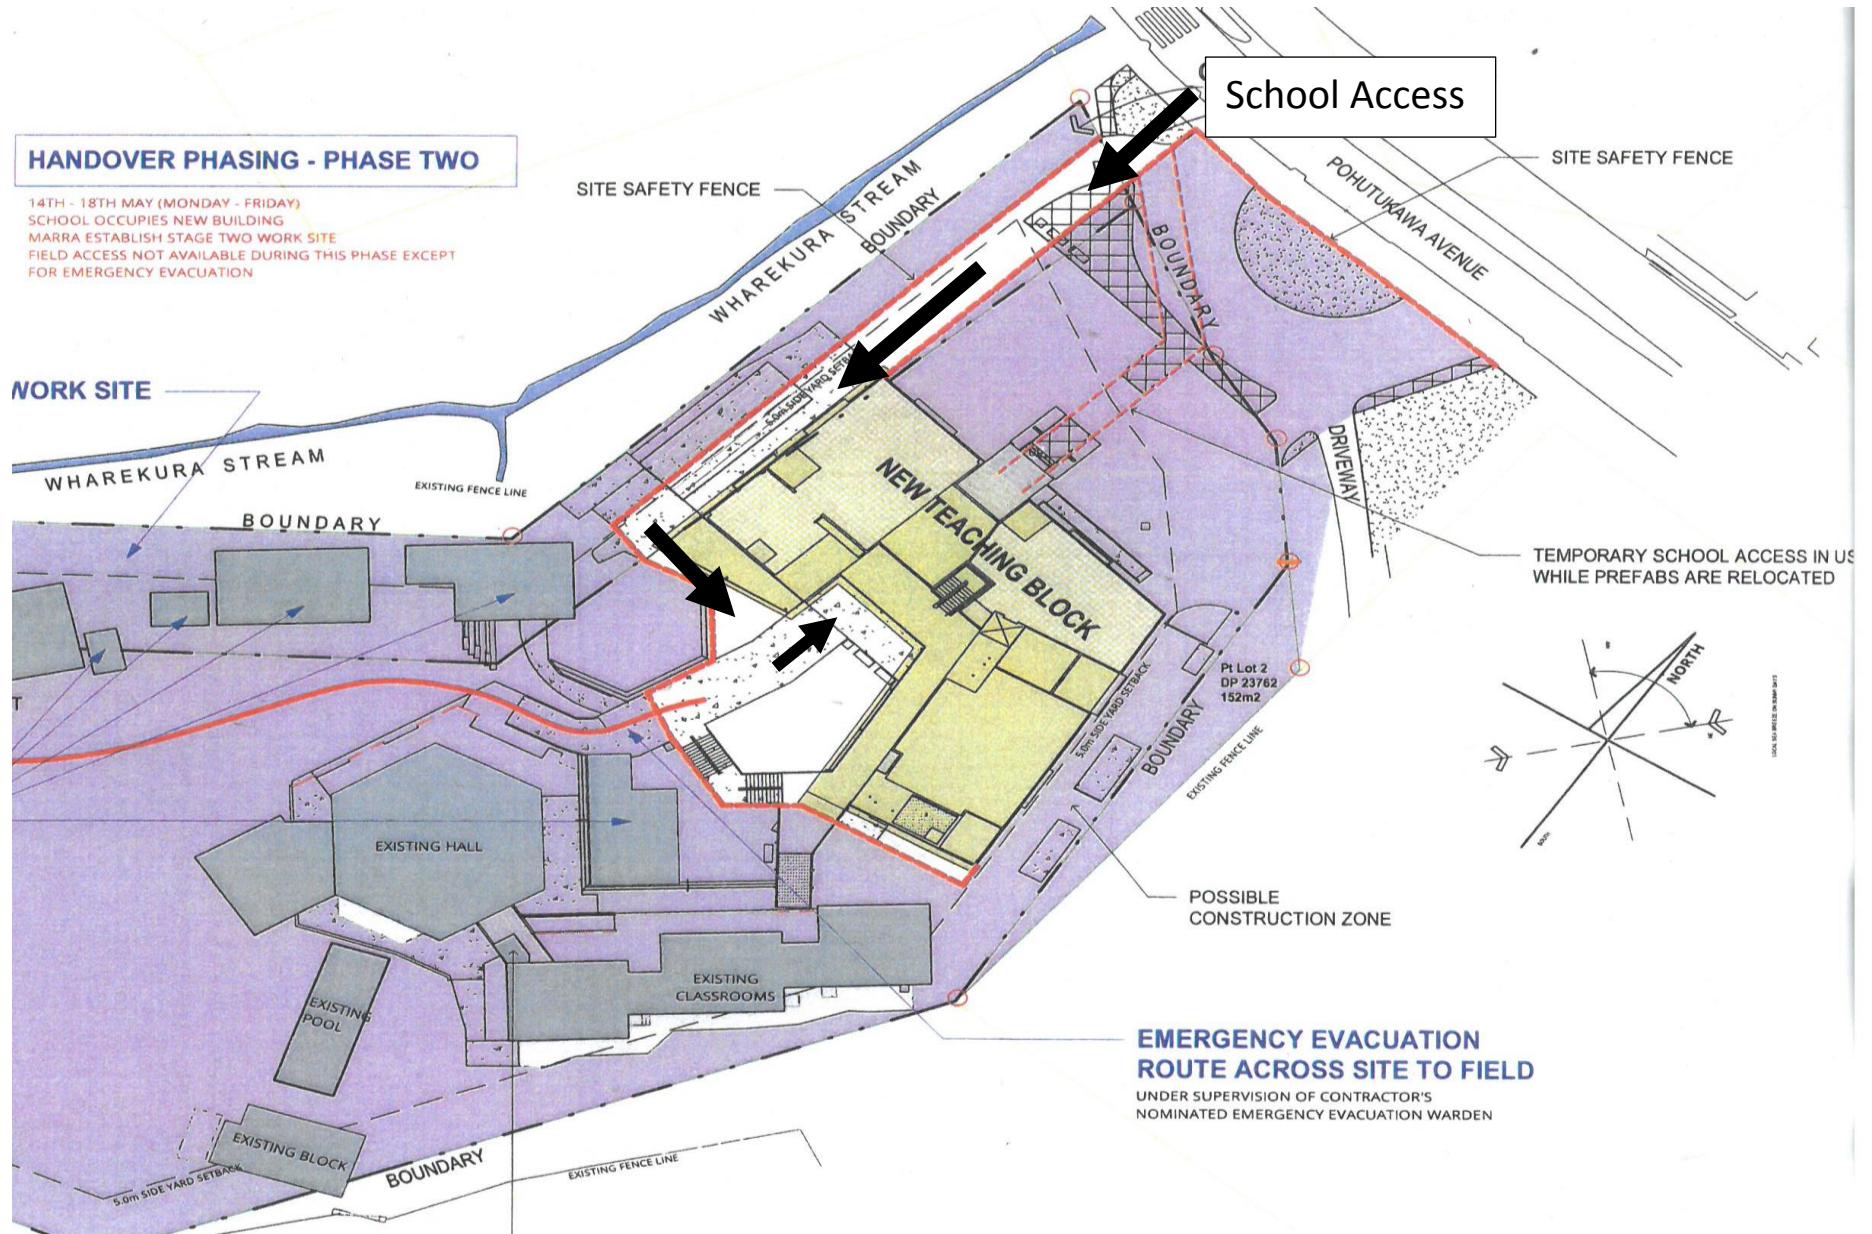 School Access
HANDOVER PHASING - PHASE TWO
14TH - 18TH MAY (MONDAY - FRIDAY)
SCHOOL OCCUPIES NEW BUILDING
MARRA ESTABLISH STAGE TWO WORK SITE
FIELD ACCESS NOT AVAILABLE DURING THIS PHASE EXCEPT
FOR EMERGENCY EVACUATION
SITE SAFETY FENCE
SITE SAFETY FENCE
POHUTUKAWA AVENUE
WHAREKURA STREAM
BOUNDARY
BOUNDARY
5.0m SIDE YARD SETBA
WORK SITE
WHAREKURA STREAM
EXISTING FENCE LINE
BOUNDARY
DRIVEWAY
NEW TEACHING BLOCK
TEMPORARY SCHOOL ACCESS IN US
WHILE PREFABS ARE RELOCATED
Pt Lot 2
DP 23762
152m2
NORTH
SOUTH
5.0m SIDE YARD SETBACK
BOUNDARY
EXISTING FENCE LINE
T
EXISTING HALL
POSSIBLE
CONSTRUCTION ZONE
EXISTING
CLASSROOMS
EXISTING
POOL
EMERGENCY EVACUATION
ROUTE ACROSS SITE TO FIELD
UNDER SUPERVISION OF CONTRACTOR'S
NOMINATED EMERGENCY EVACUATION WARDEN
EXISTING BLOCK
5.0m SIDE YARD SETBACK
BOUNDARY
EXISTING FENCE LINE